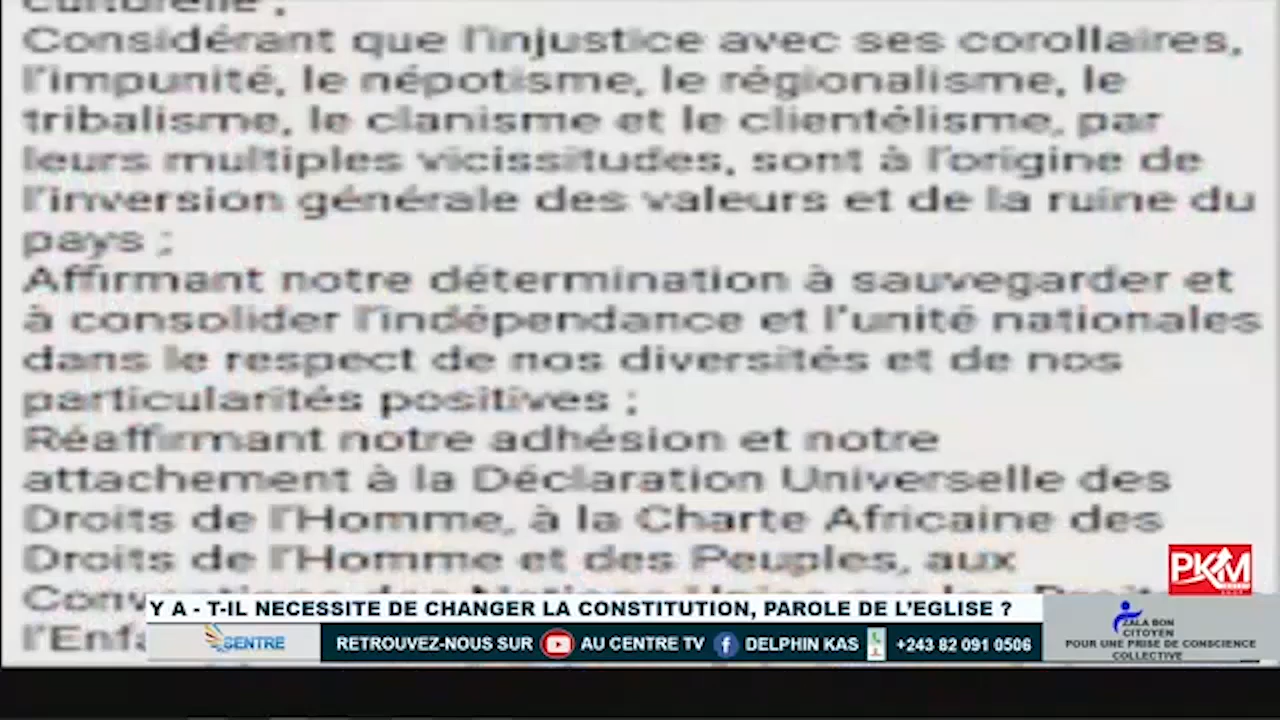 Culturelle ;
Considérant que l'injustice avec ses corollaires,
l'impunité, le népotisme, le régionalisme, le
tribalisme, le clanisme et le clientélisme, par
leurs multiples vicissitudes, sont à l'origine de
l'inversion générale des valeurs et de la ruine du
pays ;
Affirmant notre détermination à sauvegarder et
à consolider l'indépendance et l'unité nationales
dans le respect de nos diversités et de nos
particularités positives ;
Réaffirmant notre adhésion et notre
attachement à la Déclaration Universelle des
Droits de l'Homme, à la Charte Africaine des
Droits de l'Homme et des Peuples, aux
PKM
Y A - T-IL NECESSITE DE CHANGER LA CONSTITUTION, PAROLE DE L'EGLISE ?
CENTRE
RETROUVEZ-NOUS SUR AU CENTRE TV DELPHIN KAS +243 82 091 0506
ZALA BON
CITOYEN
POUR UNE PRISE DE CONSCIENCE
COLLECTIVE